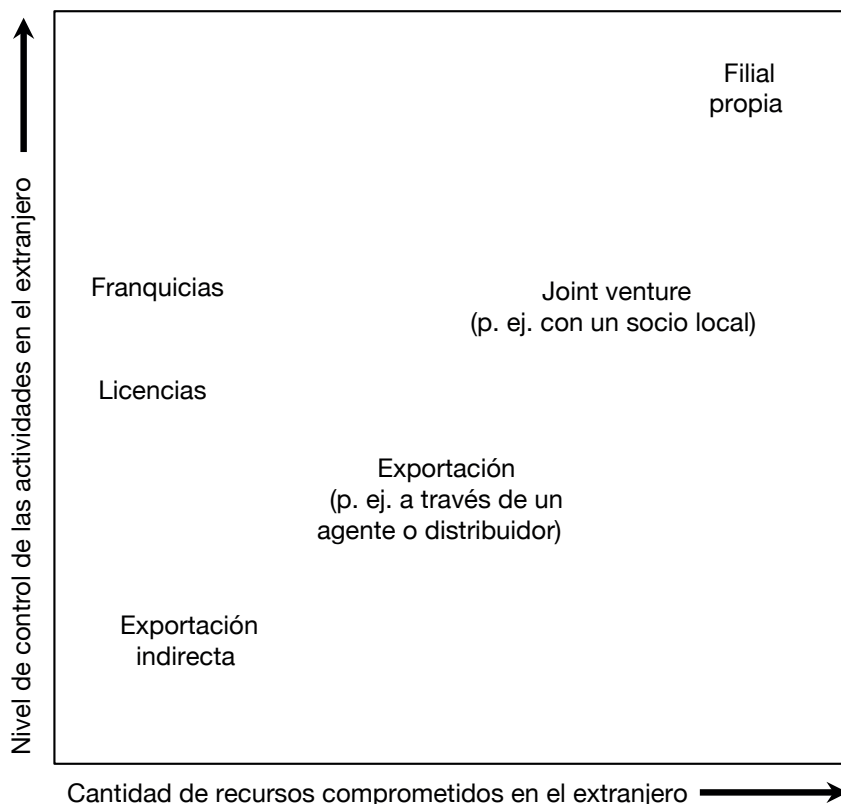 Nivel de control de las actividades en el extranjero
Filial
propia
Franquicias
Joint venture
(p. ej. con un socio local)
Licencias
Exportación
(p. ej. a través de un
agente o distribuidor)
Exportación
indirecta
Cantidad de recursos comprometidos en el extranjero